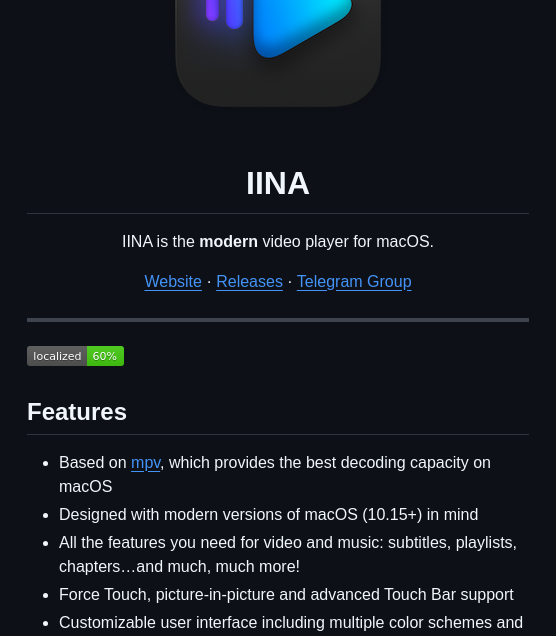 IINA
IINA is the modern video player for macOS.
Website · Releases · Telegram Group
localized 60%
Features
Based on mpv, which provides the best decoding capacity on
macOS
Designed with modern versions of macOS (10.15+) in mind
All the features you need for video and music: subtitles, playlists,
chapters…and much, much more!
Force Touch, picture-in-picture and advanced Touch Bar support
Customizable user interface including multiple color schemes and